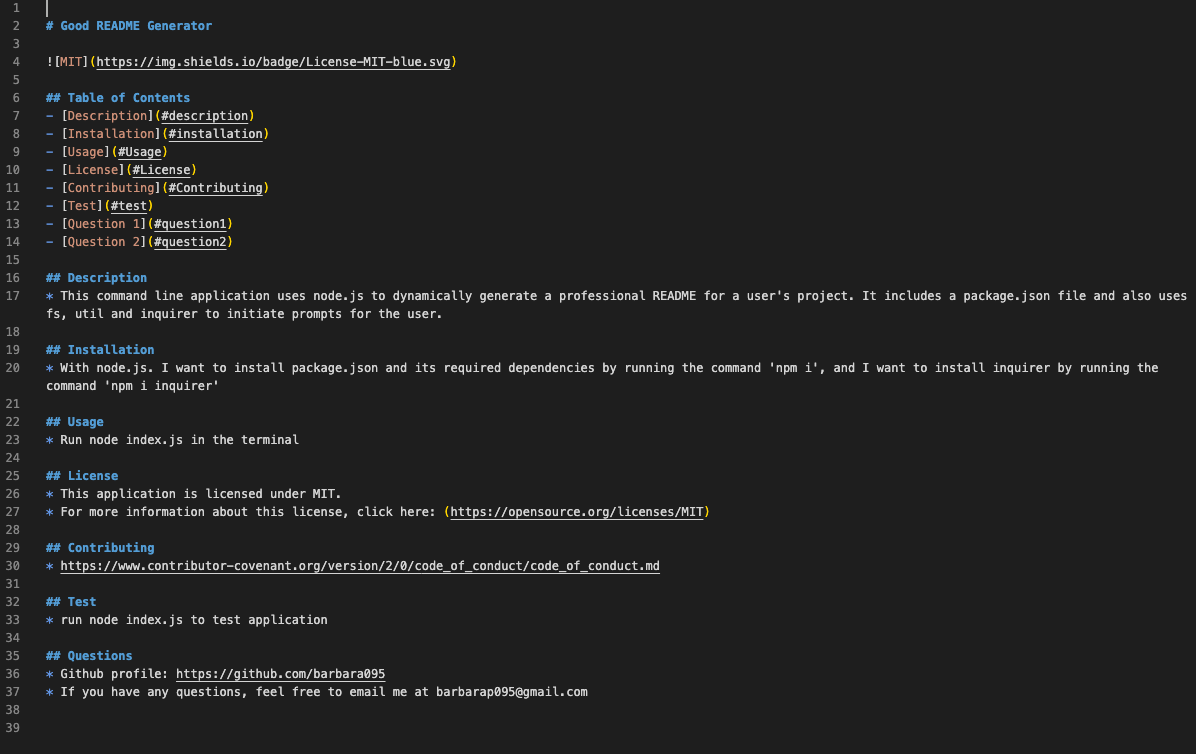 1
2 # Good README Generator
3
4 ![MIT](https://img.shields.io/badge/License-MIT-blue.svg)
5
6 ## Table of Contents
7 - [Description](#description)
8 - [Installation](#installation)
9 - [Usage](#Usage)
10 - [License](#License)
11 - [Contributing](#Contributing)
12 - [Test](#test)
13 - [Question 1](#question1)
14 - [Question 2](#question2)
15
16 ## Description
17 * This command line application uses node.js to dynamically generate a professional README for a user's project. It includes a package.json file and also uses
fs, util and inquirer to initiate prompts for the user.
18
19 ## Installation
20 * With node.js. I want to install package.json and its required dependencies by running the command 'npm i', and I want to install inquirer by running the
command 'npm i inquirer'
21
22 ## Usage
23 * Run node index.js in the terminal
24
25 ## License
26 * This application is licensed under MIT.
27 * For more information about this license, click here: (https://opensource.org/licenses/MIT)
28
29 ## Contributing
30 * https://www.contributor-covenant.org/version/2/0/code_of_conduct/code_of_conduct.md
31
32 ## Test
33 * run node index.js to test application
34
35 ## Questions
36 * Github profile: https://github.com/barbara095
37 * If you have any questions, feel free to email me at barbarap095@gmail.com
38
39